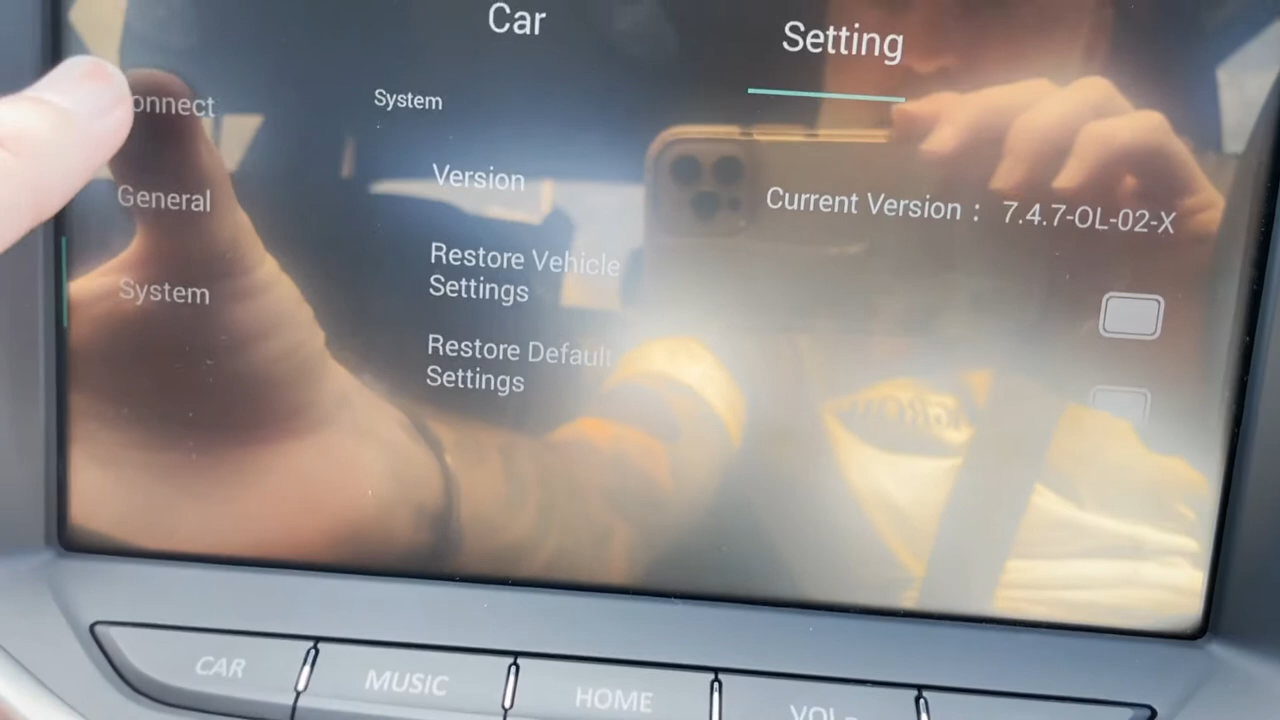 Car
Setting
onnect
System
General
Version
Current Version : 7.4.7-OL-02-X
System
Restore Vehicle
Settings
Restore Default
Settings
CAR
MUSIC
HOME
VOL-